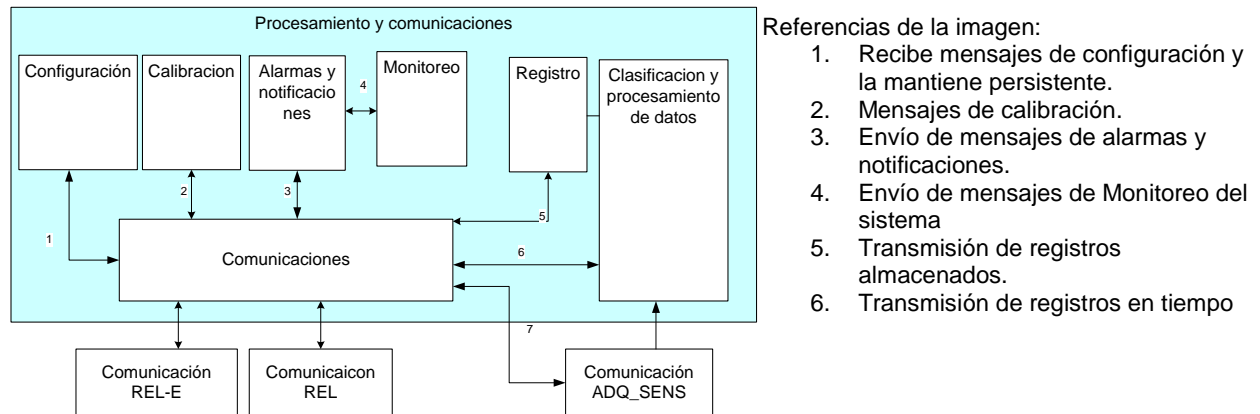 Procesamiento y comunicaciones
Configuración
Calibracion
Alarmas y
notificacio
nes
Monitoreo
Registro
Clasificacion y
procesamiento
de datos
4
2
3
5
1
6
Comunicaciones
7
Comunicación
REL-E
Comunicaicon
REL
Comunicación
ADQ_SENS
Referencias de la imagen:
1. Recibe mensajes de configuración y
la mantiene persistente.
2. Mensajes de calibración.
3. Envío de mensajes de alarmas y
notificaciones.
4. Envío de mensajes de Monitoreo del
sistema
5. Transmisión de registros
almacenados.
6. Transmisión de registros en tiempo